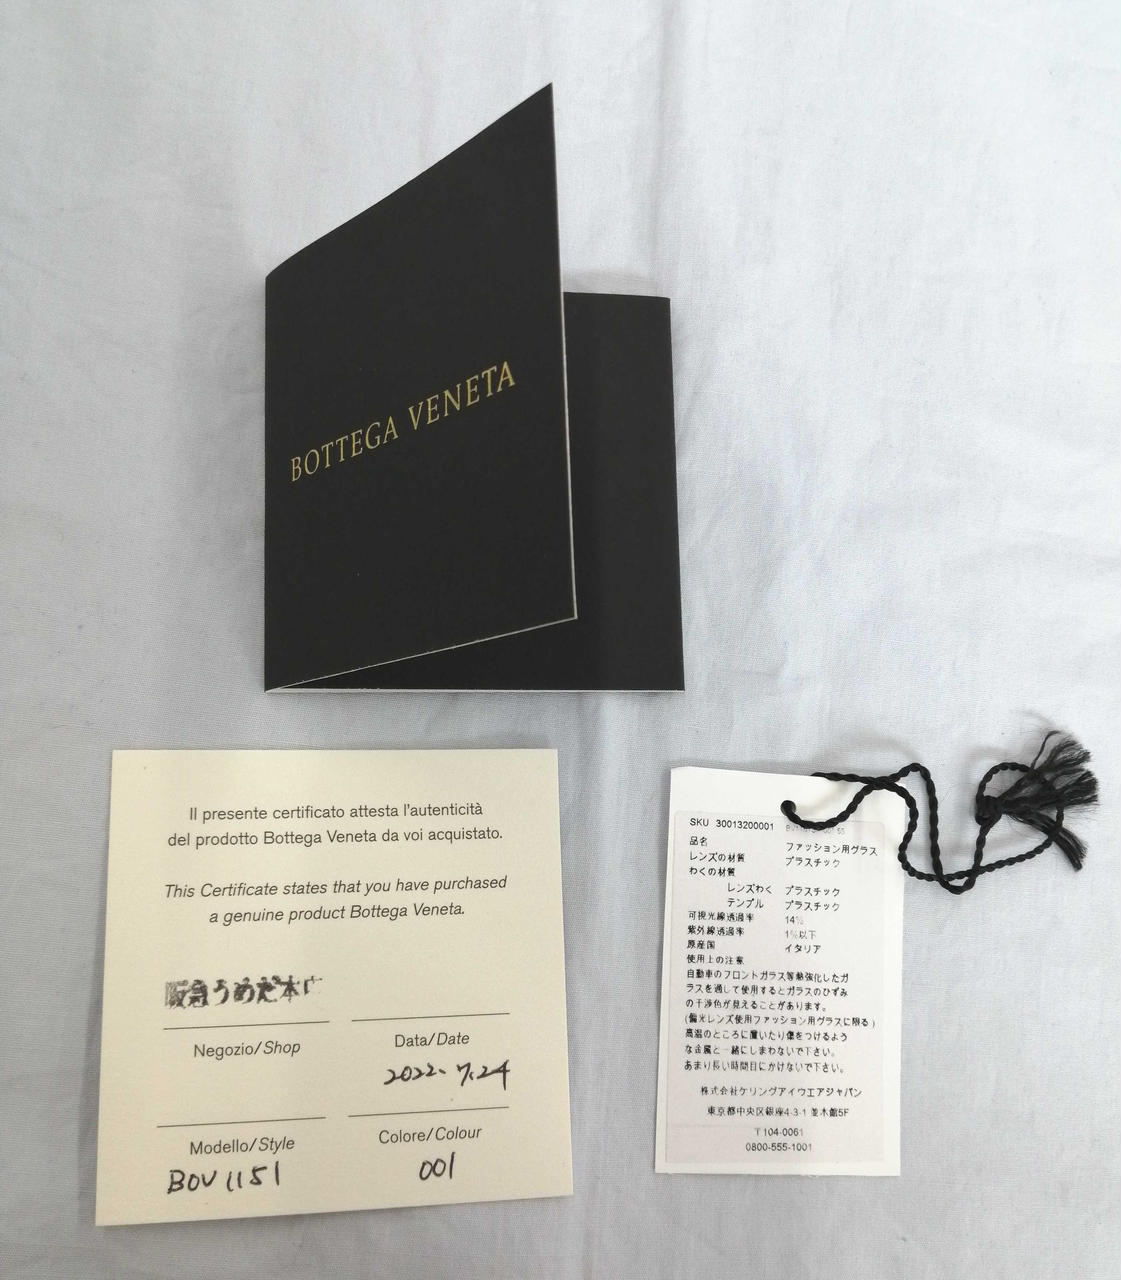 BOTTEGA VENETA
Il presente certificato attesta l'autenticità
del prodotto Bottega Veneta da voi acquistato.
This Certificate states that you have purchased
a genuine product Bottega Veneta.
阪急うめだ本
Negozio/Shop
Data/Date
2022.7.24
Modello/Style
BOV1151
Colore/Colour
001
SKU 30013200001
品名 ファッション用グラス
レンズの材質 プラスチック
わくの材質
レンズわく プラスチック
テンプル プラスチック
可視光線透過率 14%
紫外線透過率 1%以下
原産国 イタリア
使用上の注意
自動車のフロントガラス等熱強化したガ
ラスを通して使用するとガラスのひずみ
の干渉色が見えることがあります。
(偏光レンズ使用ファッション用グラスに限る)
高温のところに置いたり傷をつけるよう
な金属と一緒にしまわないで下さい。
あまり長い時間目にかけないで下さい。
株式会社ケリングアイウエアジャパン
東京都中央区銀座4-3-1 並木館5F
〒104-0061
0800-555-1001